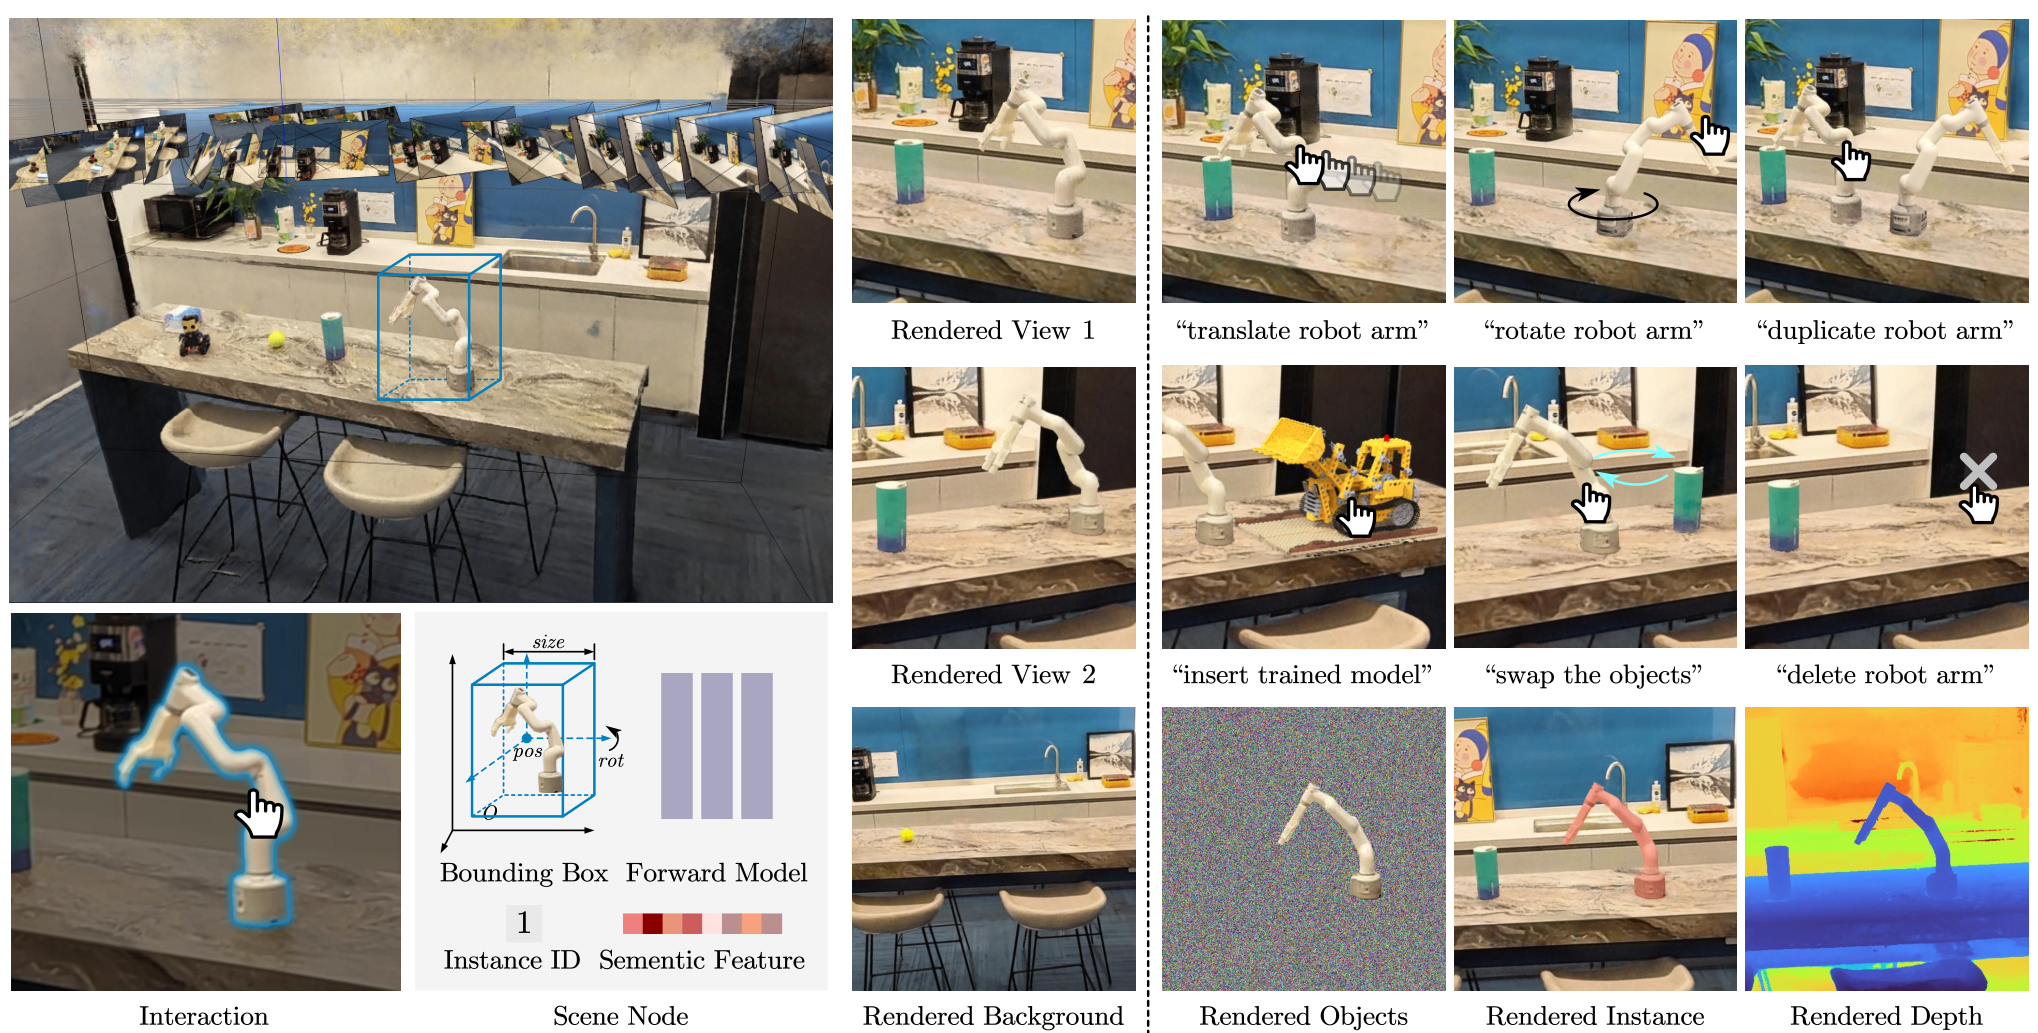 Rendered View 1
“translate robot arm”
“rotate robot arm”
“duplicate robot arm”
Rendered View 2
“insert trained model”
“swap the objects”
“delete robot arm”
size
pos
rot
O
Bounding Box
Forward Model
1
Instance ID
Sementic Feature
Interaction
Scene Node
Rendered Background
Rendered Objects
Rendered Instance
Rendered Depth